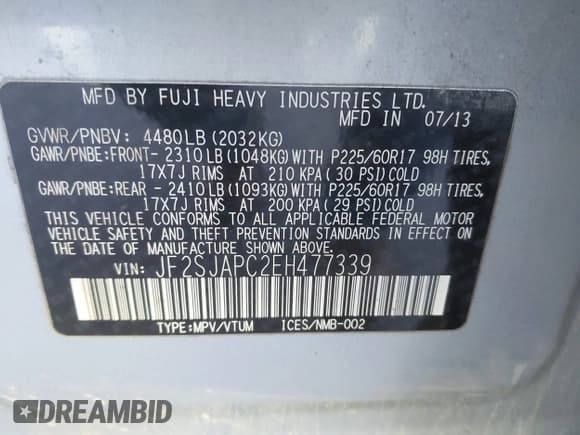 MFD BY FUJI HEAVY INDUSTRIES LTD.
MFD IN 07/13
GVWR/PNBV: 4480LB(2032KG)
GAWR/PNBE:FRONT- 2310LB(1048KG)WITH P225/60R17 98H TIRES,
17X7J RIMS AT 210 KPA( 30 PSI)COLD
GAWR/PNBE:REAR -2410LB(1093KG)WITH P225/60R17 98H TIRES,
17X7J RIMS AT 200 KPA( 29 PSI)COLD
THIS VEHICLE CONFORMS TO ALL APPLICABLE FEDERAL MOTOR
VEHICLE SAFETY AND THEFT PREVENTION STANDARDS IN EFFECT ON
THE DATE OF MANUFACTURE SHOWN ABOVE.
VIN: JF2SJAPC2EH477339
TYPE:MPV/VTUM ICES/NMB-002
DREAMBID